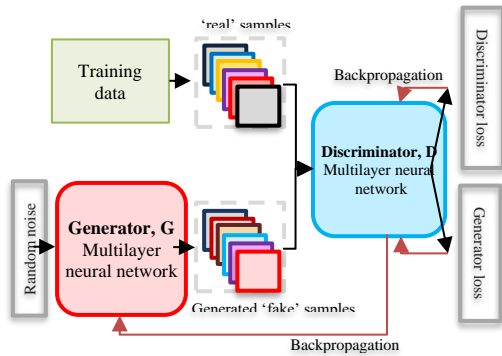 'real' samples
Training
data
Backpropagation
Discriminator loss
Discriminator, D
Multilayer neural
network
Random noise
Generator, G
Multilayer
neural network
Generator loss
Generated 'fake' samples
Backpropagation